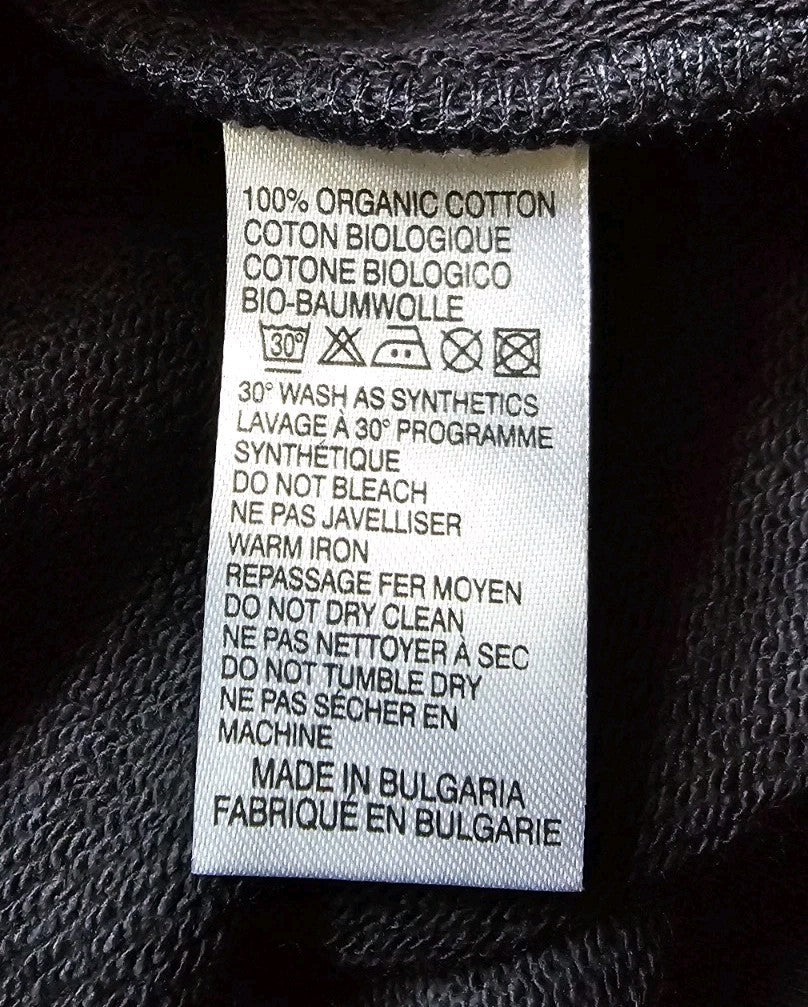 100% ORGANIC COTTON
COTON BIOLOGIQUE
COTONE BIOLOGICO
BIO-BAUMWOLLE
30°
30° WASH AS SYNTHETICS
LAVAGE À 30° PROGRAMME
SYNTHÉTIQUE
DO NOT BLEACH
NE PAS JAVELLISER
WARM IRON
REPASSAGE FER MOYEN
DO NOT DRY CLEAN
NE PAS NETTOYER À SEC
DO NOT TUMBLE DRY
NE PAS SÉCHER EN
MACHINE
MADE IN BULGARIA
FABRIQUÉ EN BULGARIE